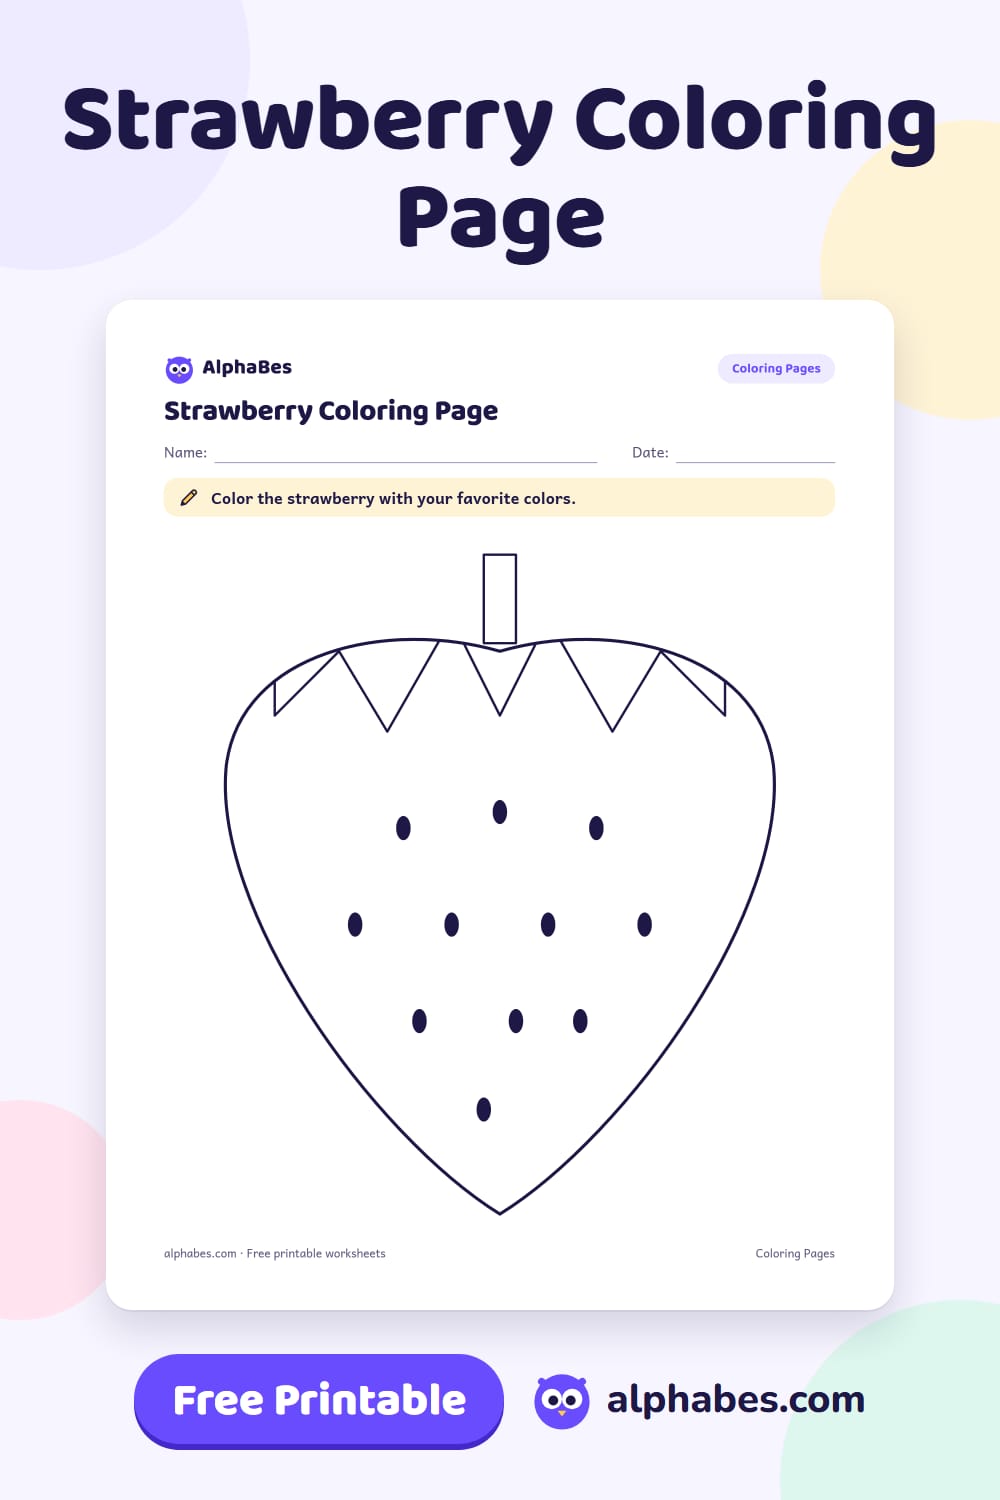 Strawberry Coloring
Page
AlphaBes
Coloring Pages
Strawberry Coloring Page
Name:
Date:
Color the strawberry with your favorite colors.
alphabes.com · Free printable worksheets
Coloring Pages
Free Printable
alphabes.com